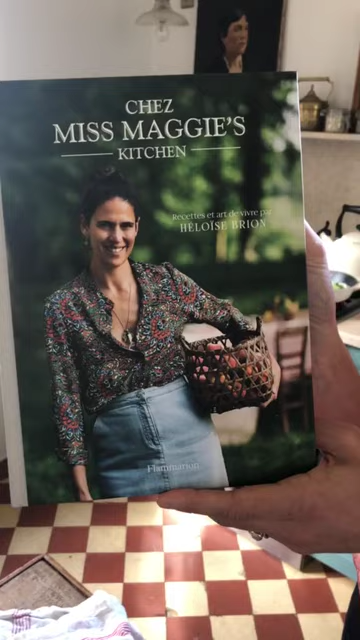 CHEZ
MISS MAGGIE'S
KITCHEN
Recettes et art de vivre par
HÉLOÏSE BRION
Flammarion